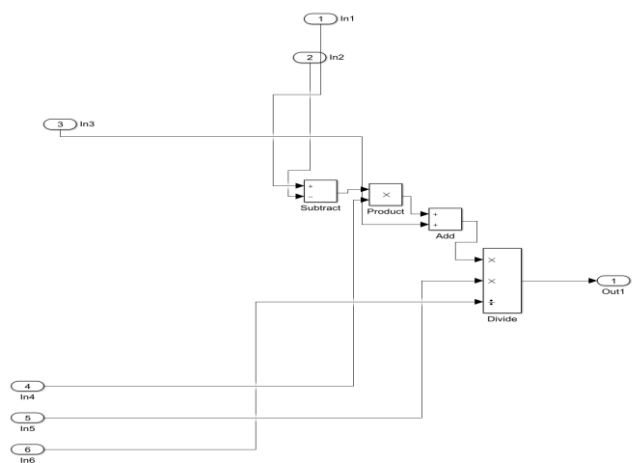 1 In1
2 In2
3 In3
+
−
Subtract
×
Product
+
+
Add
×
×
÷
Divide
1
Out1
4
In4
5
In5
6
In6